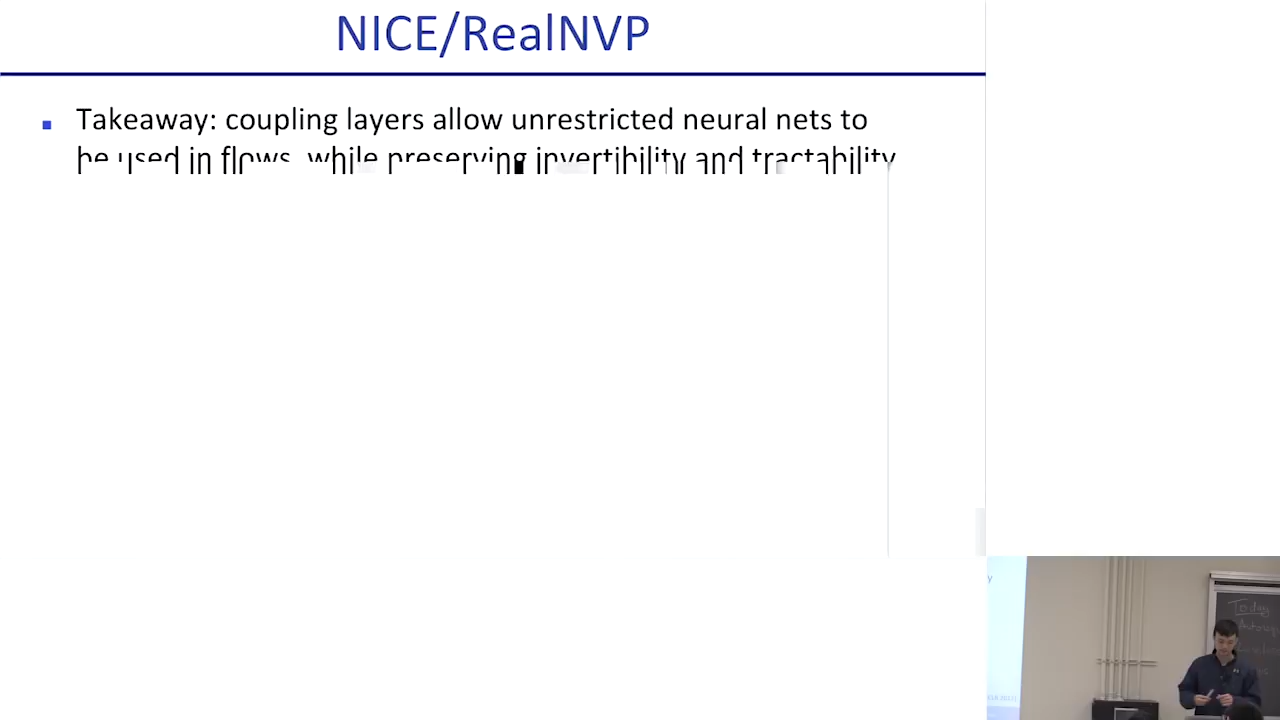 NICE/RealNVP
Takeaway: coupling layers allow unrestricted neural nets to
be used in flows, while preserving invertibility and tractability
y
Today